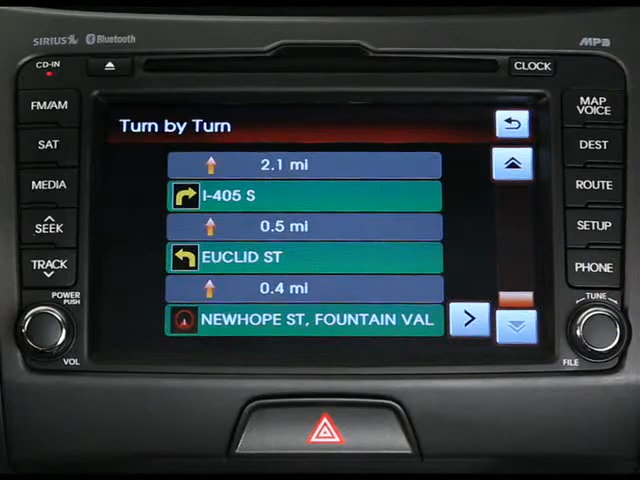 SIRIUS Bluetooth MP3
CD-IN CLOCK
FM/AM
SAT
MEDIA
SEEK
TRACK
POWER
PUSH
VOL
Turn by Turn
2.1 mi
I-405 S
0.5 mi
EUCLID ST
0.4 mi
NEWHOPE ST, FOUNTAIN VAL
MAP
VOICE
DEST
ROUTE
SETUP
PHONE
TUNE
FILE